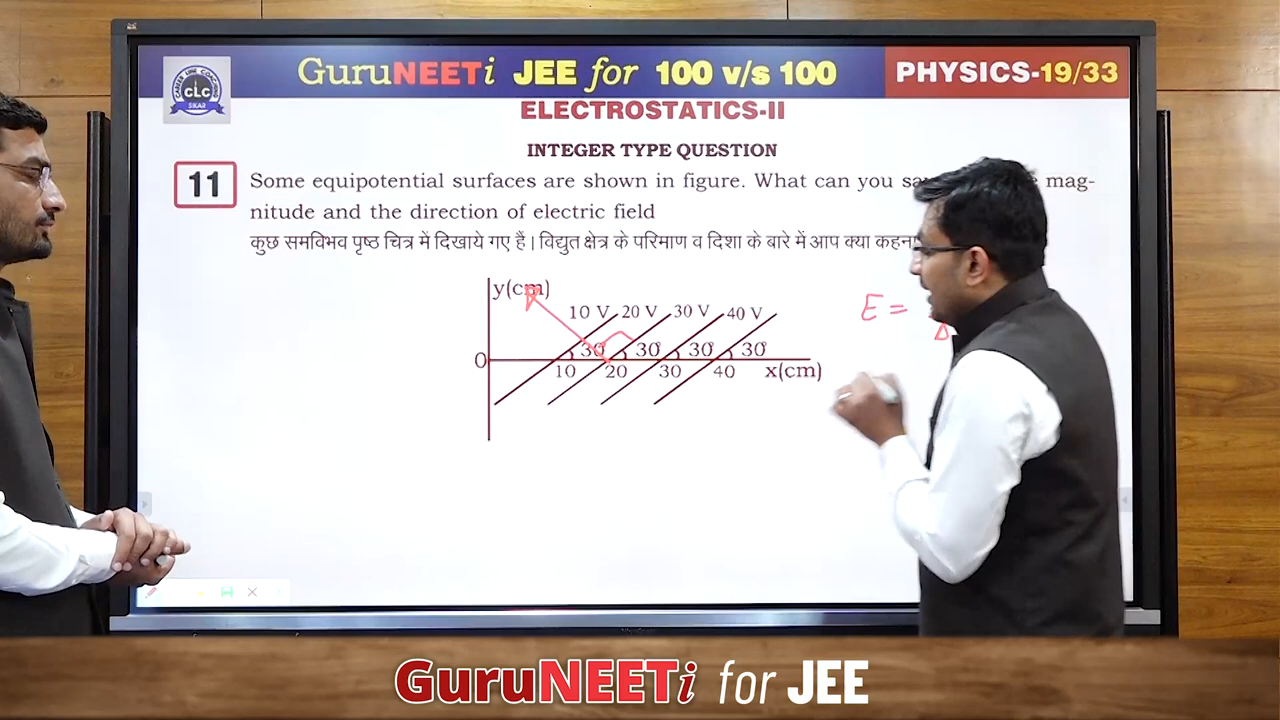 GuruNEETi JEE for 100 v/s 100
PHYSICS-19/33
CLC
SIKAR
ELECTROSTATICS-II
INTEGER TYPE QUESTION
11 Some equipotential surfaces are shown in figure. What can you mag-
nitude and the direction of electric field
कुछ समविभव पृष्ठ चित्र में दिखाये गए हैं। विद्युत क्षेत्र के परिमाण व दिशा के बारे में आप क्या
y(cm)
10 V 20 V 30 V 40 V
E =
30° 30° 30° 30°
0
10 20 30 40 x(cm)
GuruNEETi for JEE